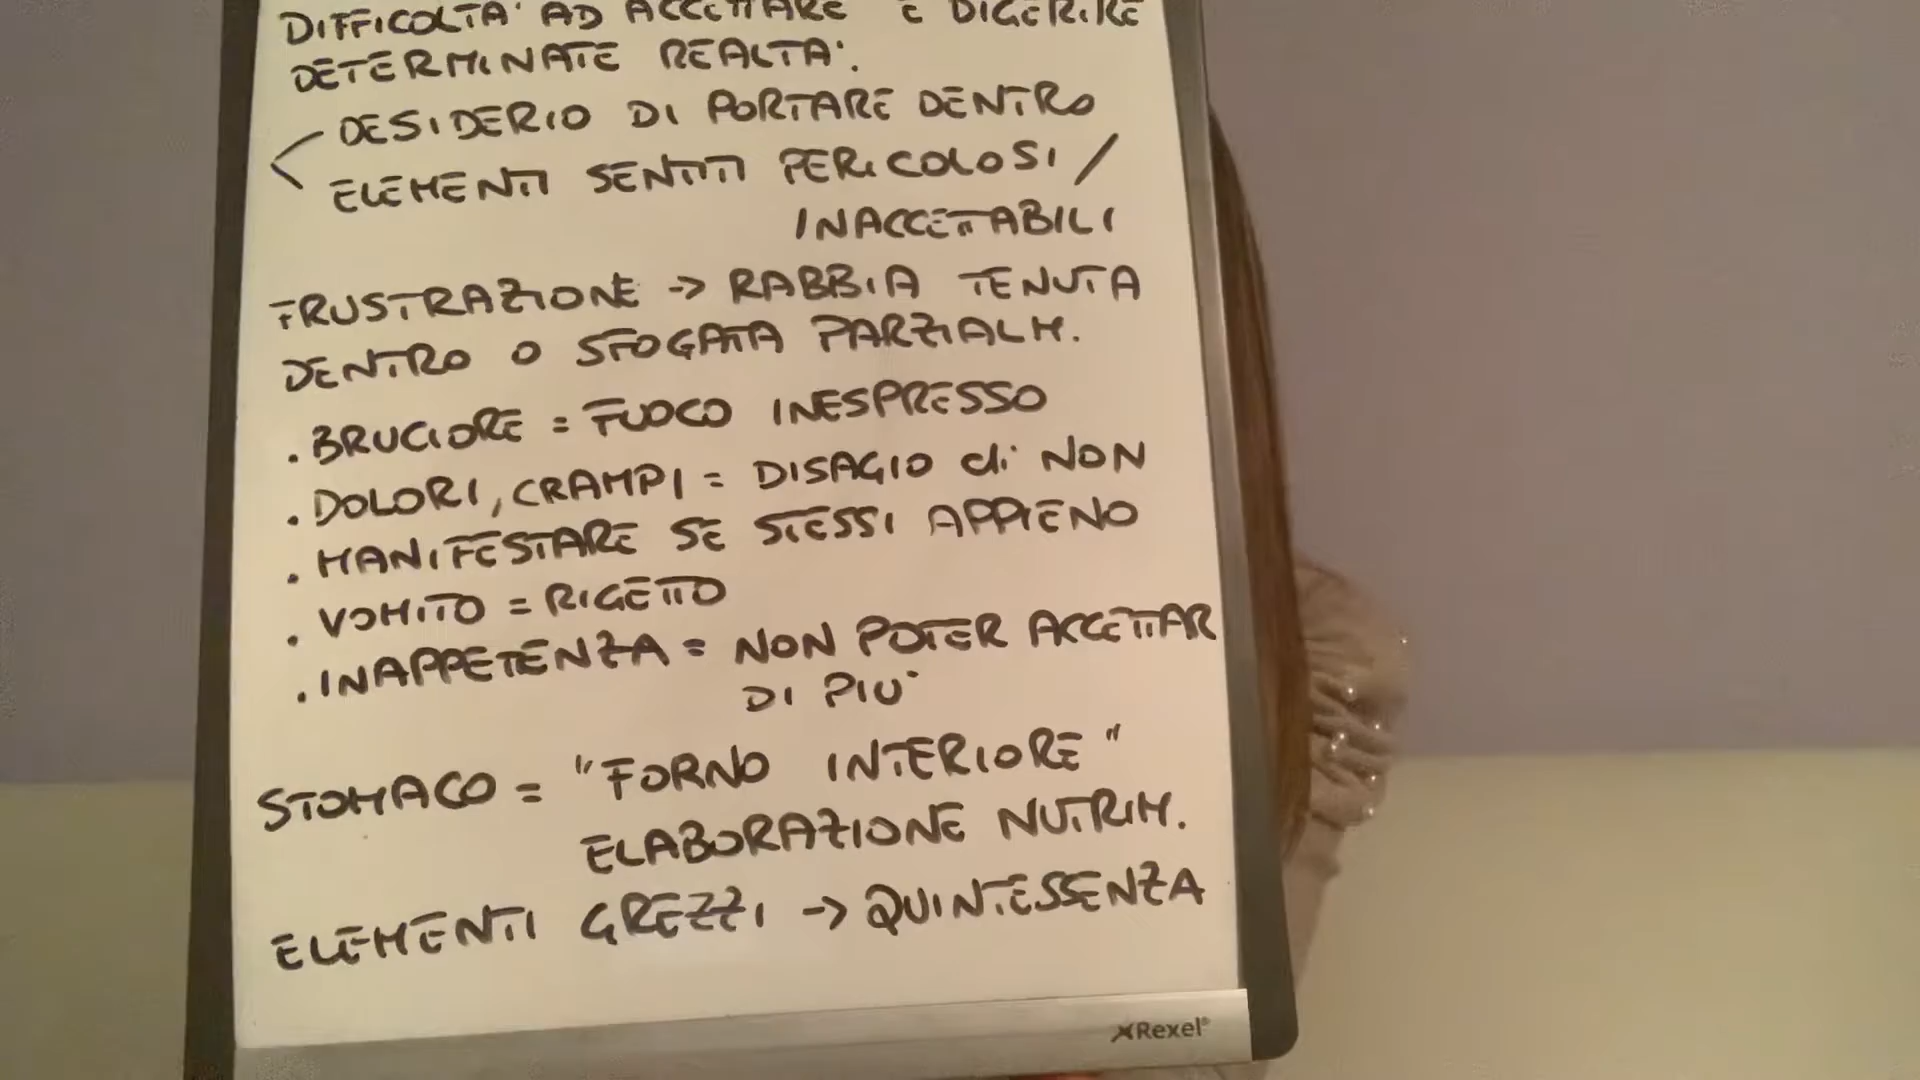 DIFFICOLTA' AD ACCETTARE E DIGERIRE
DETERMINATE REALTA'.
DESIDERIO DI PORTARE DENTRO
ELEMENTI SENTITI PERICOLOSI /
INACCETTABILI
FRUSTRAZIONE -> RABBIA TENUTA
DENTRO O SFOGATA PARZIALM.
. BRUCIORE = FUOCO INESPRESSO
. DOLORI, CRAMPI = DISAGIO di NON
. MANIFESTARE SE STESSI APPIENO
. VOMITO = RIGETTO
. INAPPETENZA = NON POTER ACCETTAR
DI PIU'
STOMACO = "FORNO INTERIORE"
ELABORAZIONE NUTRIM.
ELEMENTI GREZZI -> QUINTESSENZA
Rexel®